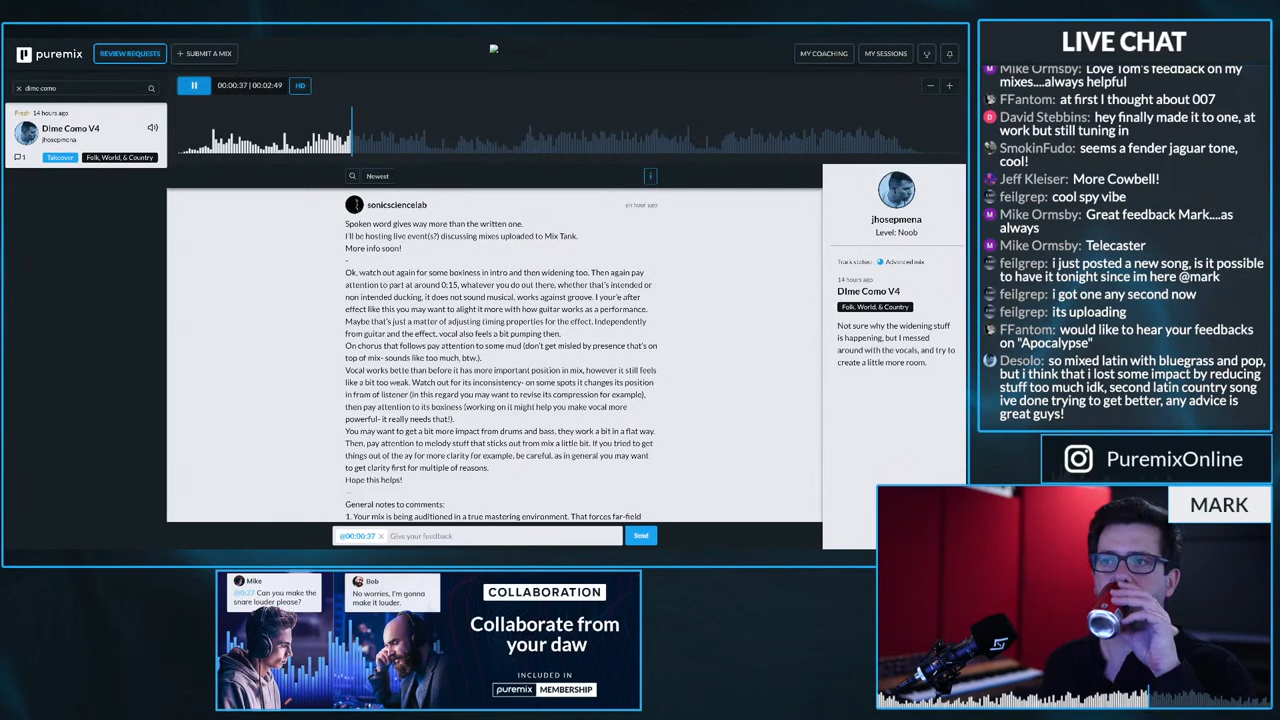 puremix
REVIEW REQUESTS
+ SUBMIT A MIX
MY COACHING
MY SESSIONS
× dime como
00:00:37 | 00:02:49
HD
Fresh 14 hours ago
DIme Como V4
jhosepmena
1
Takeover
Folk, World, & Country
Newest
i
sonicsciencelab
an hour ago
Spoken word gives way more than the written one.
I'll be hosting live event(s?) discussing mixes uploaded to Mix Tank.
More info soon!
-
Ok, watch out again for some boxiness in intro and then widening too. Then again pay
attention to part at around 0:15, whatever you do out there, whether that's intended or
non intended ducking, it does not sound musical, works against groove. I your'e after
effect like this you may want to alight it more with how guitar works as a performance.
Maybe that's just a matter of adjusting timing properties for the effect. Independently
from guitar and the effect, vocal also feels a bit pumping then.
On chorus that follows pay attention to some mud (don't get misled by presence that's on
top of mix- sounds like too much, btw.).
Vocal works bette than before it has more important position in mix, however it still feels
like a bit too weak. Watch out for its inconsistency- on some spots it changes its position
in from of listener (in this regard you may want to revise its compression for example),
then pay attention to its boxiness (working on it might help you make vocal more
powerful- it really needs that!).
You may want to get a bit more impact from drums and bass, they work a bit in a flat way.
Then, pay attention to melody stuff that sticks out from mix a little bit. If you tried to get
things out of the ay for more clarity for example, be careful, as in general you may want
to get clarity first for multiple of reasons.
Hope this helps!
...
General notes to comments:
1. Your mix is being auditioned in a true mastering environment. That forces far-field
@00:00:37 ×
Give your feedback
Send
jhosepmena
Level: Noob
Track status: Advanced mix
14 hours ago
DIme Como V4
Folk, World, & Country
Not sure why the widening stuff
is happening, but I messed
around with the vocals, and try to
create a little more room.
LIVE CHAT
Mike Ormsby: Love Tom's feedback on my
mixes....always helpful
FFantom: at first I thought about 007
David Stebbins: hey finally made it to one, at
work but still tuning in
SmokinFudo: seems a fender jaguar tone,
cool!
Jeff Kleiser: More Cowbell!
feilgrep: cool spy vibe
Mike Ormsby: Great feedback Mark....as
always
Mike Ormsby: Telecaster
feilgrep: i just posted a new song, is it possible
to have it tonight since im here @mark
feilgrep: i got one any second now
feilgrep: its uploading
FFantom: would like to hear your feedbacks
on "Apocalypse"
Desolo: so mixed latin with bluegrass and pop,
but i think that i lost some impact by reducing
stuff too much idk, second latin country song
ive done trying to get better, any advice is
great guys!
PuremixOnline
MARK
Mike
@0:27 Can you make the
snare louder please?
Bob
No worries, I'm gonna
make it louder.
COLLABORATION
Collaborate from
your daw
INCLUDED IN
puremix MEMBERSHIP